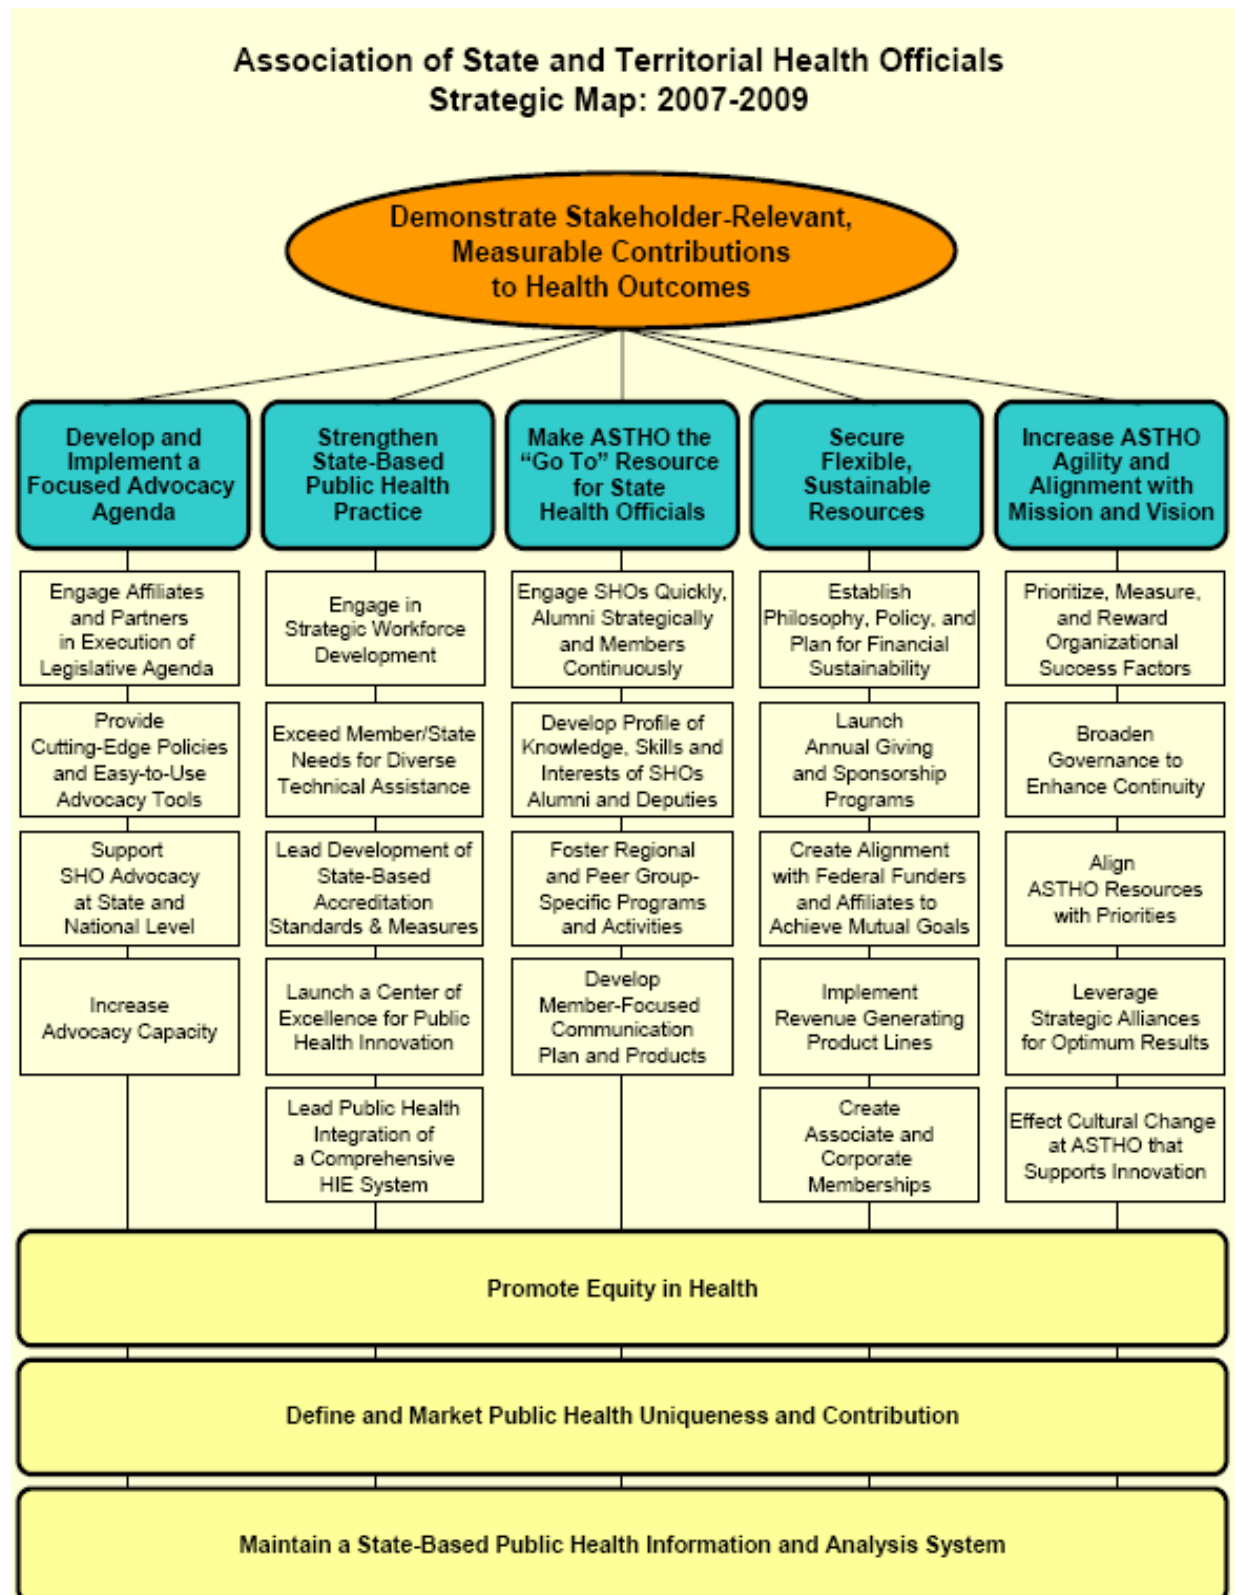 Association of State and Territorial Health Officials
Strategic Map: 2007-2009
Demonstrate Stakeholder-Relevant,
Measurable Contributions
to Health Outcomes
Develop and
Implement a
Focused Advocacy
Agenda
Engage Affiliates
and Partners
in Execution of
Legislative Agenda
Provide
Cutting-Edge Policies
and Easy-to-Use
Advocacy Tools
Support
SHO Advocacy
at State and
National Level
Increase
Advocacy Capacity
Strengthen
State-Based
Public Health
Practice
Engage in
Strategic Workforce
Development
Exceed Member/State
Needs for Diverse
Technical Assistance
Lead Development of
State-Based
Accreditation
Standards & Measures
Launch a Center of
Excellence for Public
Health Innovation
Lead Public Health
Integration of
a Comprehensive
HIE System
Make ASTHO the
“Go To” Resource
for State
Health Officials
Engage SHOs Quickly,
Alumni Strategically
and Members
Continuously
Develop Profile of
Knowledge, Skills and
Interests of SHOs
Alumni and Deputies
Foster Regional
and Peer Group-
Specific Programs
and Activities
Develop
Member-Focused
Communication
Plan and Products
Secure
Flexible,
Sustainable
Resources
Establish
Philosophy, Policy, and
Plan for Financial
Sustainability
Launch
Annual Giving
and Sponsorship
Programs
Create Alignment
with Federal Funders
and Affiliates to
Achieve Mutual Goals
Implement
Revenue Generating
Product Lines
Create
Associate and
Corporate
Memberships
Increase ASTHO
Agility and
Alignment with
Mission and Vision
Prioritize, Measure,
and Reward
Organizational
Success Factors
Broaden
Governance to
Enhance Continuity
Align
ASTHO Resources
with Priorities
Leverage
Strategic Alliances
for Optimum Results
Effect Cultural Change
at ASTHO that
Supports Innovation
Promote Equity in Health
Define and Market Public Health Uniqueness and Contribution
Maintain a State-Based Public Health Information and Analysis System